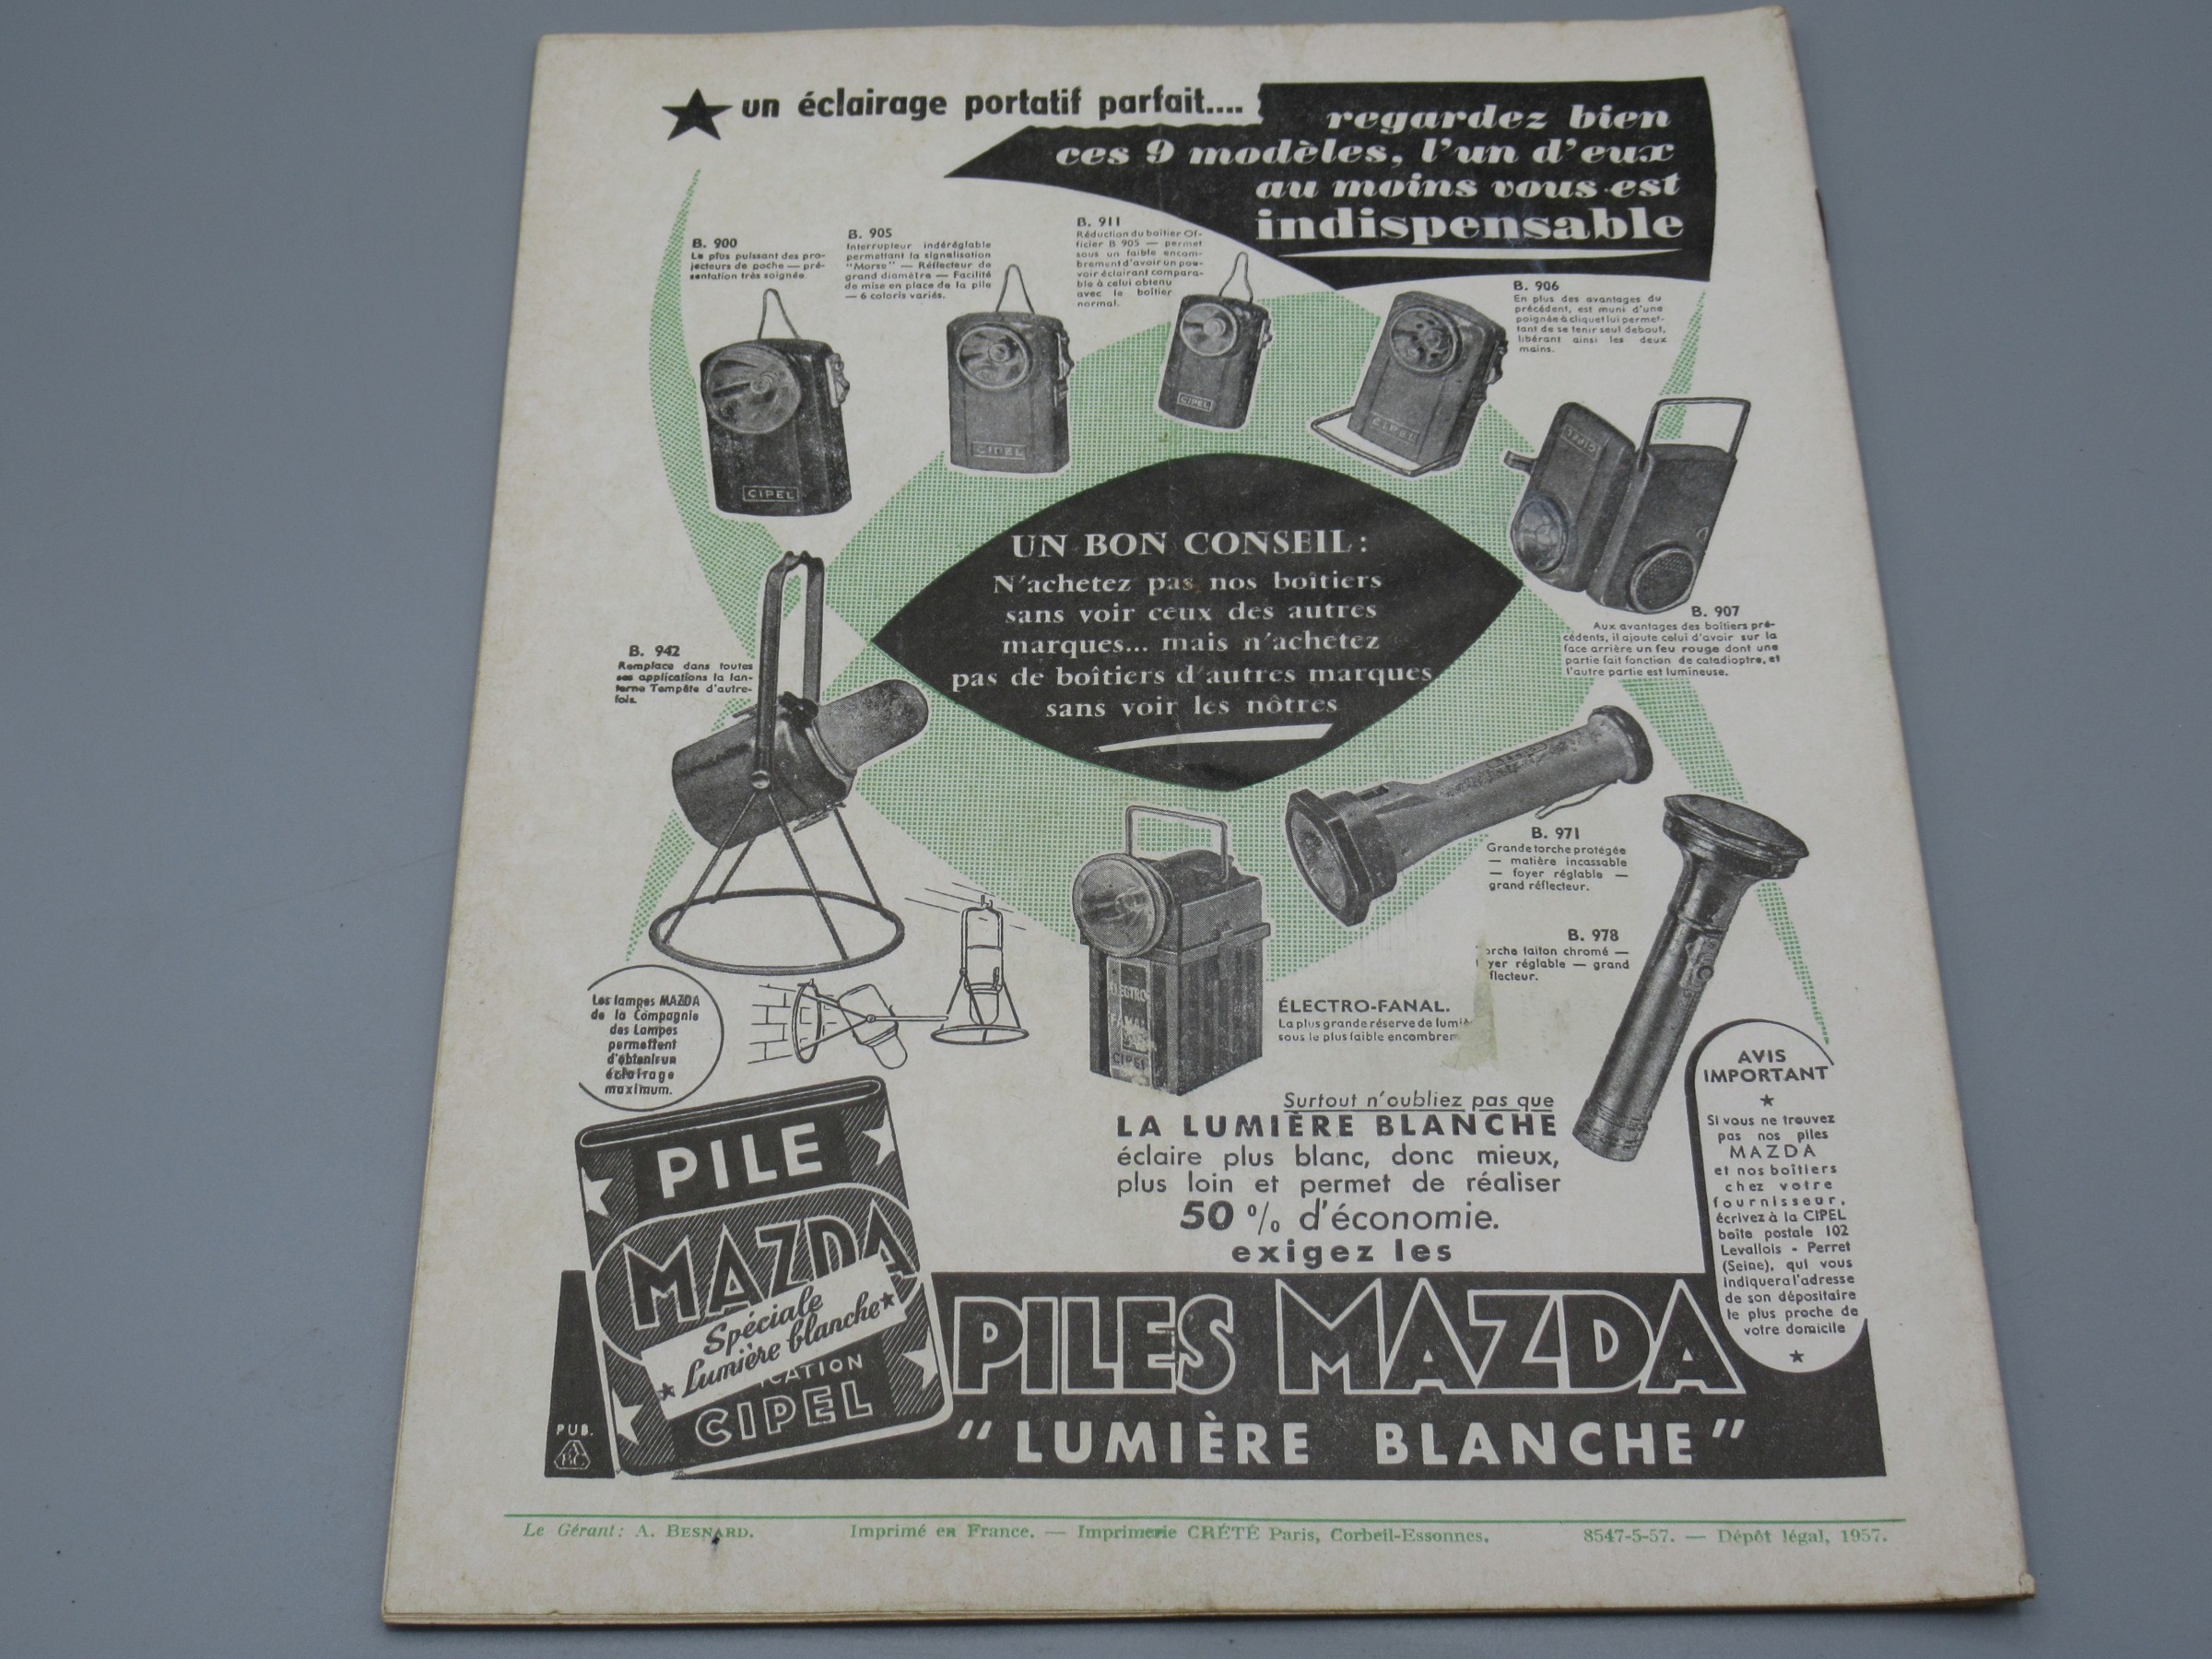 ★ un éclairage portatif parfait....
regardez bien
ces 9 modèles, l'un d'eux
au moins vous est
indispensable
B. 900
Le plus puissant des pro-
jecteurs de poche — pré-
sentation très soignée.
B. 905
Interrupteur indéréglable
permettant la signalisation
"Morse" — Réflecteur de
grand diamètre — Facilité
de mise en place de la pile
— 6 coloris variés.
B. 911
Réduction du boîtier Of-
ficier B 905 — permet
sous un faible encom-
brement d'avoir un pou-
voir éclairant compara-
ble à celui obtenu
avec le boîtier
normal.
B. 906
En plus des avantages du
précédent, est muni d'une
poignée à cliquet lui permet-
tant de se tenir seul debout,
libérant ainsi les deux
mains.
CIPEL
CIPEL
CIPEL
CIPEL
CIPEL
UN BON CONSEIL :
N'achetez pas nos boîtiers
sans voir ceux des autres
marques... mais n'achetez
pas de boîtiers d'autres marques
sans voir les nôtres
B. 907
Aux avantages des boîtiers pré-
cédents, il ajoute celui d'avoir sur la
face arrière un feu rouge dont une
partie fait fonction de catadioptre, et
l'autre partie est lumineuse.
B. 942
Remplace dans toutes
ses applications la lan-
terne Tempête d'autre-
fois.
B. 971
Grande torche protégée
— matière incassable
— foyer réglable —
grand réflecteur.
B. 978
orche laiton chromé —
yer réglable — grand
flecteur.
ÉLECTRO
FANAL
CIPEL
ÉLECTRO-FANAL.
La plus grande réserve de lumiè
sous le plus faible encombrem
Les lampes MAZDA
de la Compagnie
des Lampes
permettent
d'obtenir un
éclairage
maximum.
Surtout n'oubliez pas que
LA LUMIÈRE BLANCHE
éclaire plus blanc, donc mieux,
plus loin et permet de réaliser
50 % d'économie.
exigez les
PILES MAZDA
"LUMIÈRE BLANCHE"
PILE
MAZDA
Spéciale
★ Lumière blanche ★
ICATION
CIPEL
AVIS
IMPORTANT
★
Si vous ne trouvez
pas nos piles
MAZDA
et nos boîtiers
chez votre
fournisseur,
écrivez à la CIPEL
boîte postale 102
Levallois - Perret
(Seine), qui vous
indiquera l'adresse
de son dépositaire
le plus proche de
votre domicile
★
PUB.
ABC
Le Gérant : A. BESNARD. Imprimé en France. — Imprimerie CRÉTÉ Paris, Corbeil-Essonnes. 8547-5-57. — Dépôt légal, 1957.